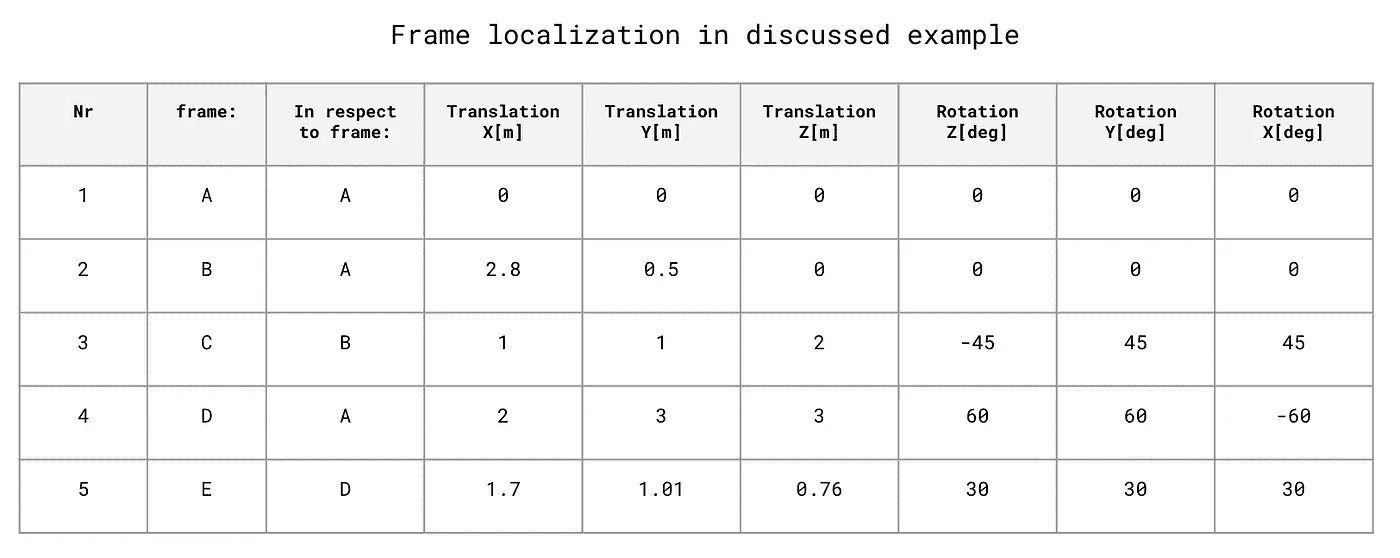 Frame localization in discussed example
Nr frame: In respect to frame: Translation X[m] Translation Y[m] Translation Z[m] Rotation Z[deg] Rotation Y[deg] Rotation X[deg]
1 A A 0 0 0 0 0 0
2 B A 2.8 0.5 0 0 0 0
3 C B 1 1 2 -45 45 45
4 D A 2 3 3 60 60 -60
5 E D 1.7 1.01 0.76 30 30 30